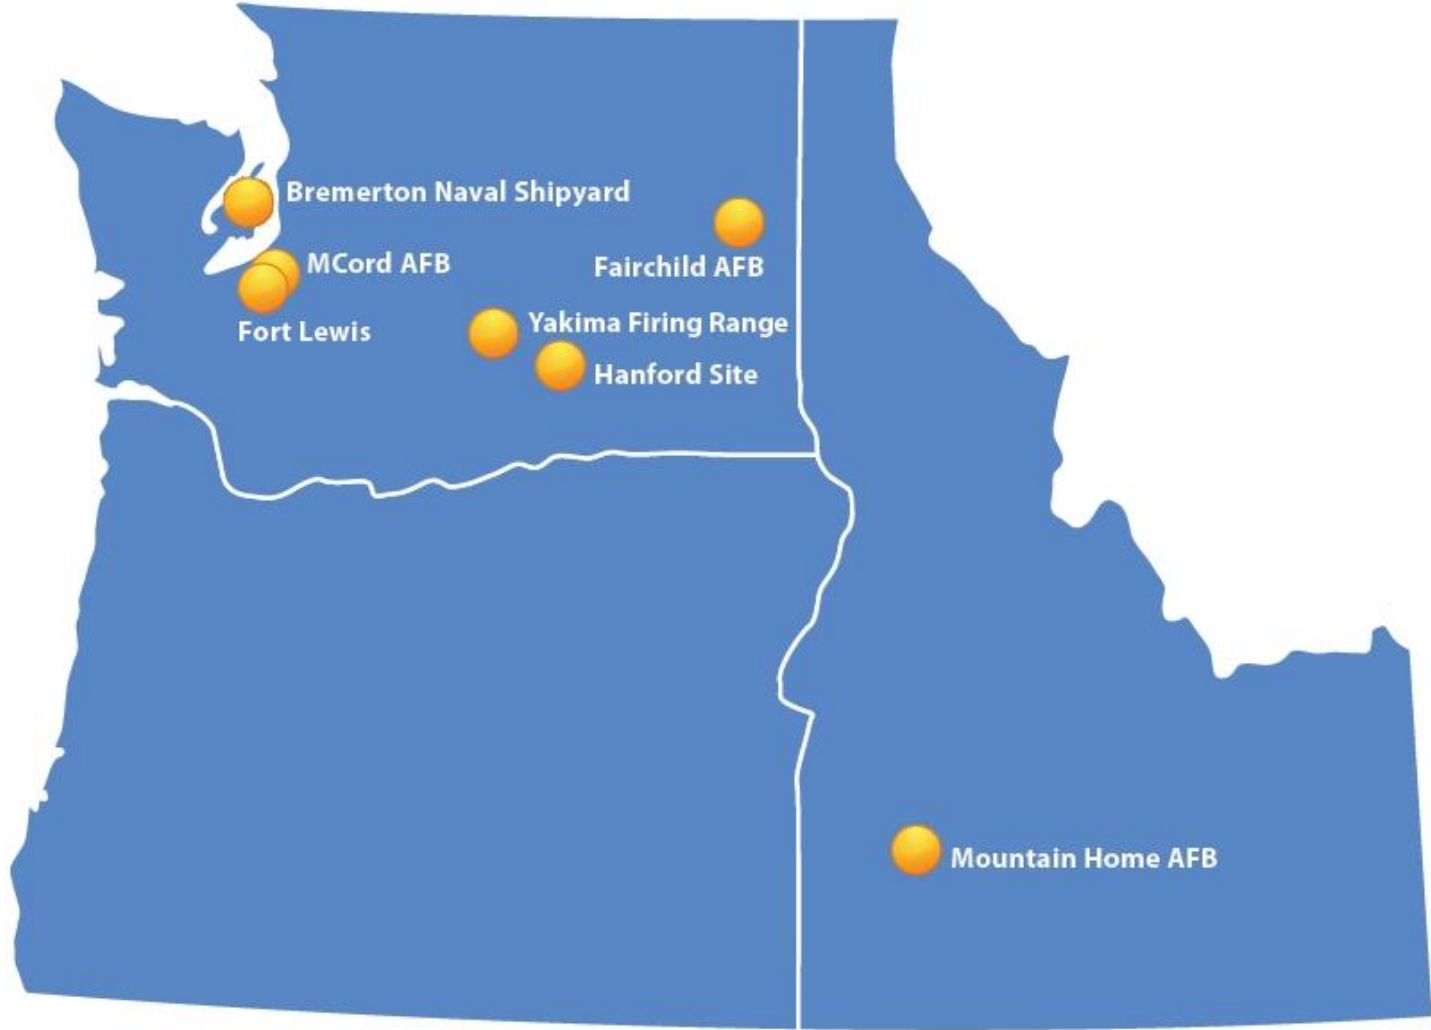 Bremerton Naval Shipyard
MCord AFB
Fairchild AFB
Fort Lewis
Yakima Firing Range
Hanford Site
Mountain Home AFB